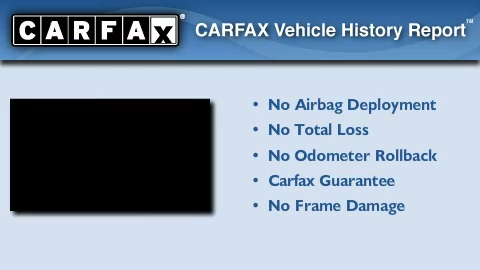 CARFAX® CARFAX Vehicle History Report™
• No Airbag Deployment
• No Total Loss
• No Odometer Rollback
• Carfax Guarantee
• No Frame Damage